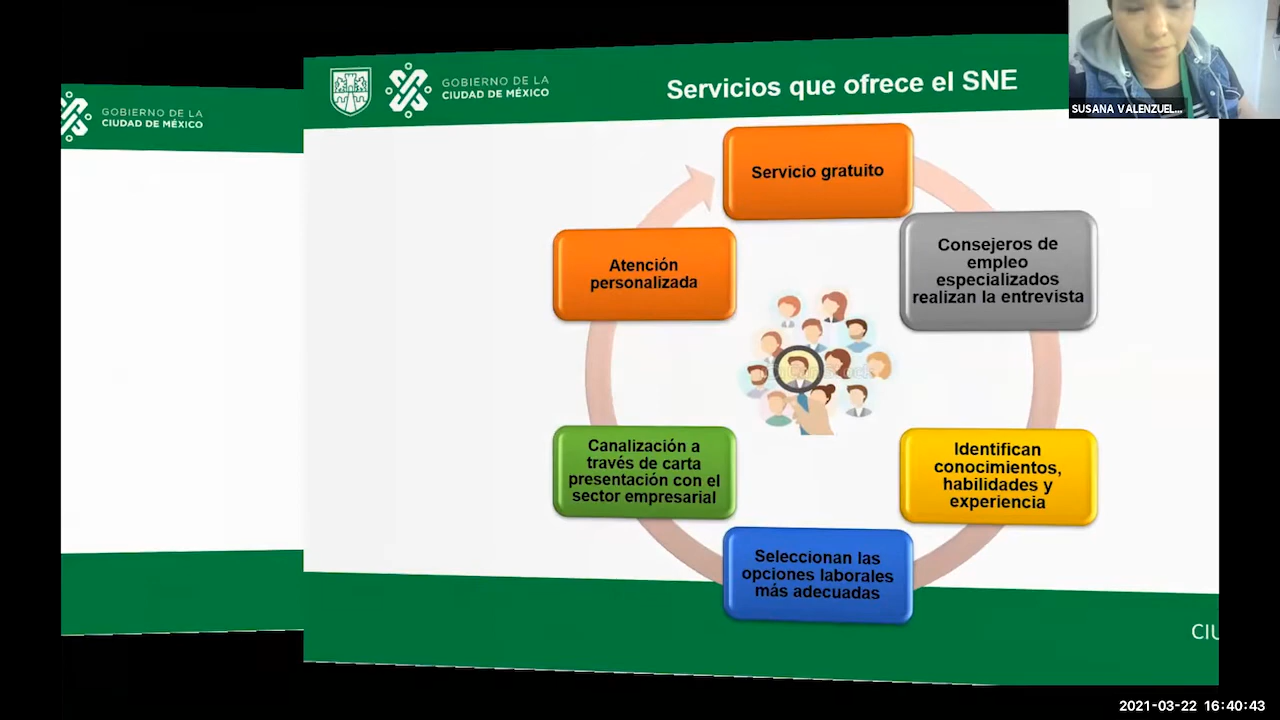 GOBIERNO DE LA
CIUDAD DE MÉXICO
GOBIERNO DE LA
CIUDAD DE MÉXICO
Servicios que ofrece el SNE
SUSANA VALENZUEL...
Servicio gratuito
Consejeros de
empleo
especializados
realizan la entrevista
Identifican
conocimientos,
habilidades y
experiencia
Seleccionan las
opciones laborales
más adecuadas
Canalización a
través de carta
presentación con el
sector empresarial
Atención
personalizada
CIU
2021-03-22 16:40:43